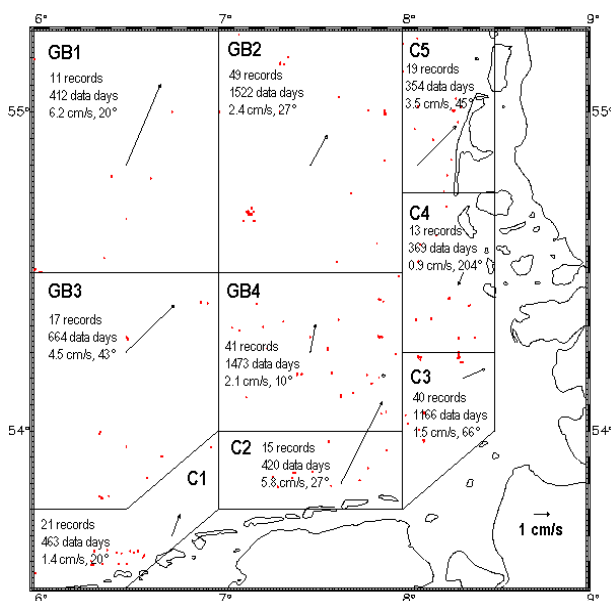 6°
7°
8°
9°
GB1
11 records
412 data days
6.2 cm/s, 20°
GB2
49 records
1522 data days
2.4 cm/s, 27°
C5
19 records
354 data days
3.5 cm/s, 45°
55°
55°
C4
13 records
369 data days
0.9 cm/s, 204°
GB3
17 records
664 data days
4.5 cm/s, 43°
GB4
41 records
1473 data days
2.1 cm/s, 10°
C3
40 records
1166 data days
1.5 cm/s, 66°
54°
54°
C2
15 records
420 data days
5.8 cm/s, 27°
C1
21 records
463 data days
1.4 cm/s, 20°
1 cm/s
6°
7°
8°
9°